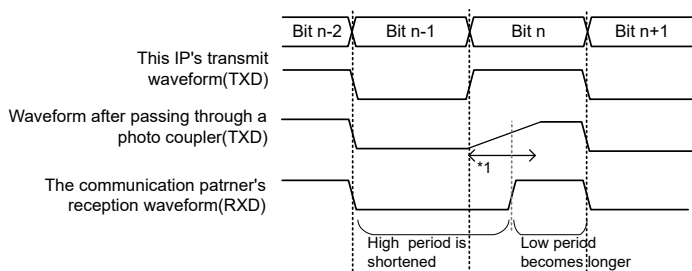 Bit n-2 Bit n-1 Bit n Bit n+1
This IP's transmit
waveform(TXD)
Waveform after passing through a
photo coupler(TXD)
*1
The communication patrner's
reception waveform(RXD)
High period is
shortened
Low period
becomes longer